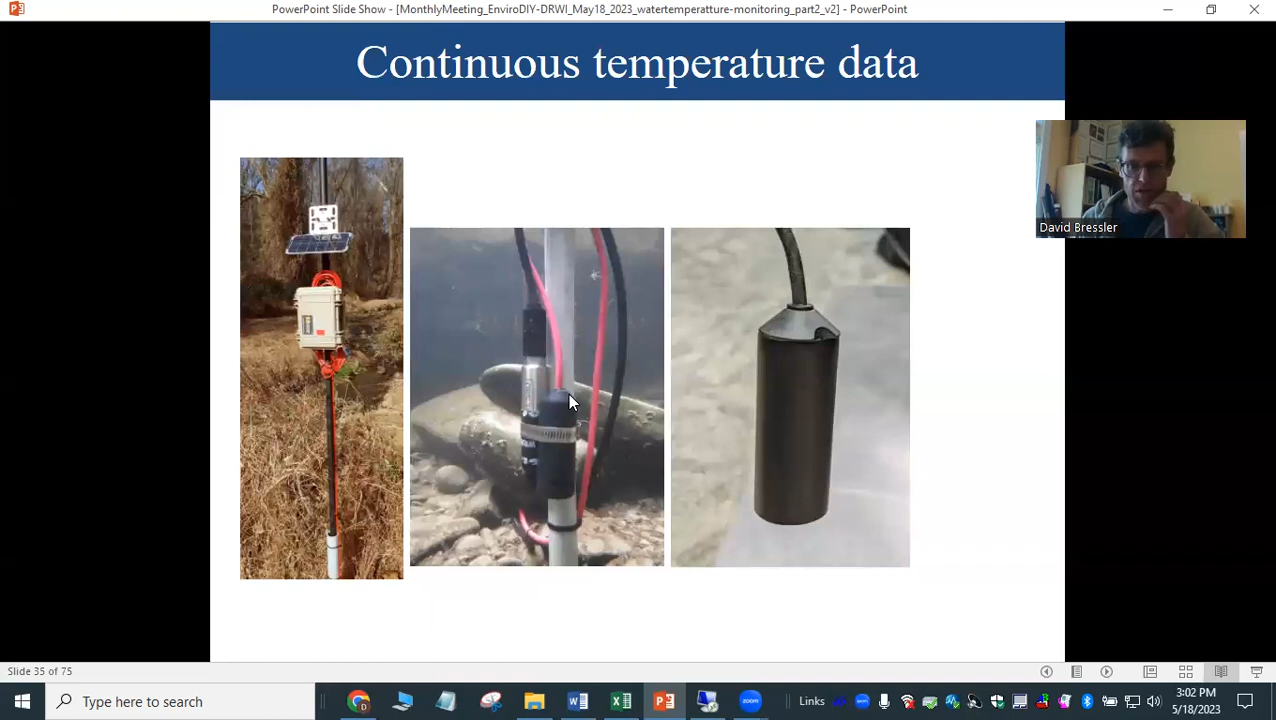 PowerPoint Slide Show - [MonthlyMeeting_EnviroDIY-DRWI_May18_2023_watertemperatture-monitoring_part2_v2] - PowerPoint
Continuous temperature data
David Bressler
Slide 35 of 75
Type here to search
Links
3:02 PM
5/18/2023